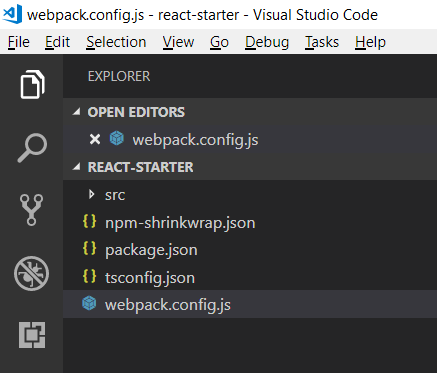 webpack.config.js - react-starter - Visual Studio Code
File Edit Selection View Go Debug Tasks Help
EXPLORER
OPEN EDITORS
webpack.config.js
REACT-STARTER
src
{ } npm-shrinkwrap.json
{ } package.json
{ } tsconfig.json
webpack.config.js